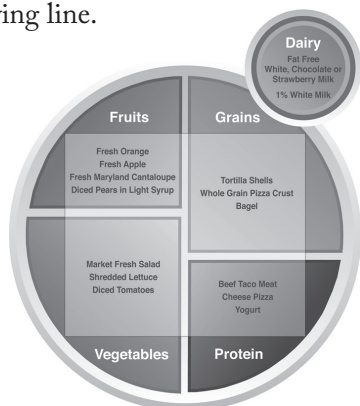 ing line.
Dairy
Fat Free
White, Chocolate or
Strawberry Milk
1% White Milk
Fruits
Fresh Orange
Fresh Apple
Fresh Maryland Cantaloupe
Diced Pears in Light Syrup
Grains
Tortilla Shells
Whole Grain Pizza Crust
Bagel
Market Fresh Salad
Shredded Lettuce
Diced Tomatoes
Vegetables
Beef Taco Meat
Cheese Pizza
Yogurt
Protein